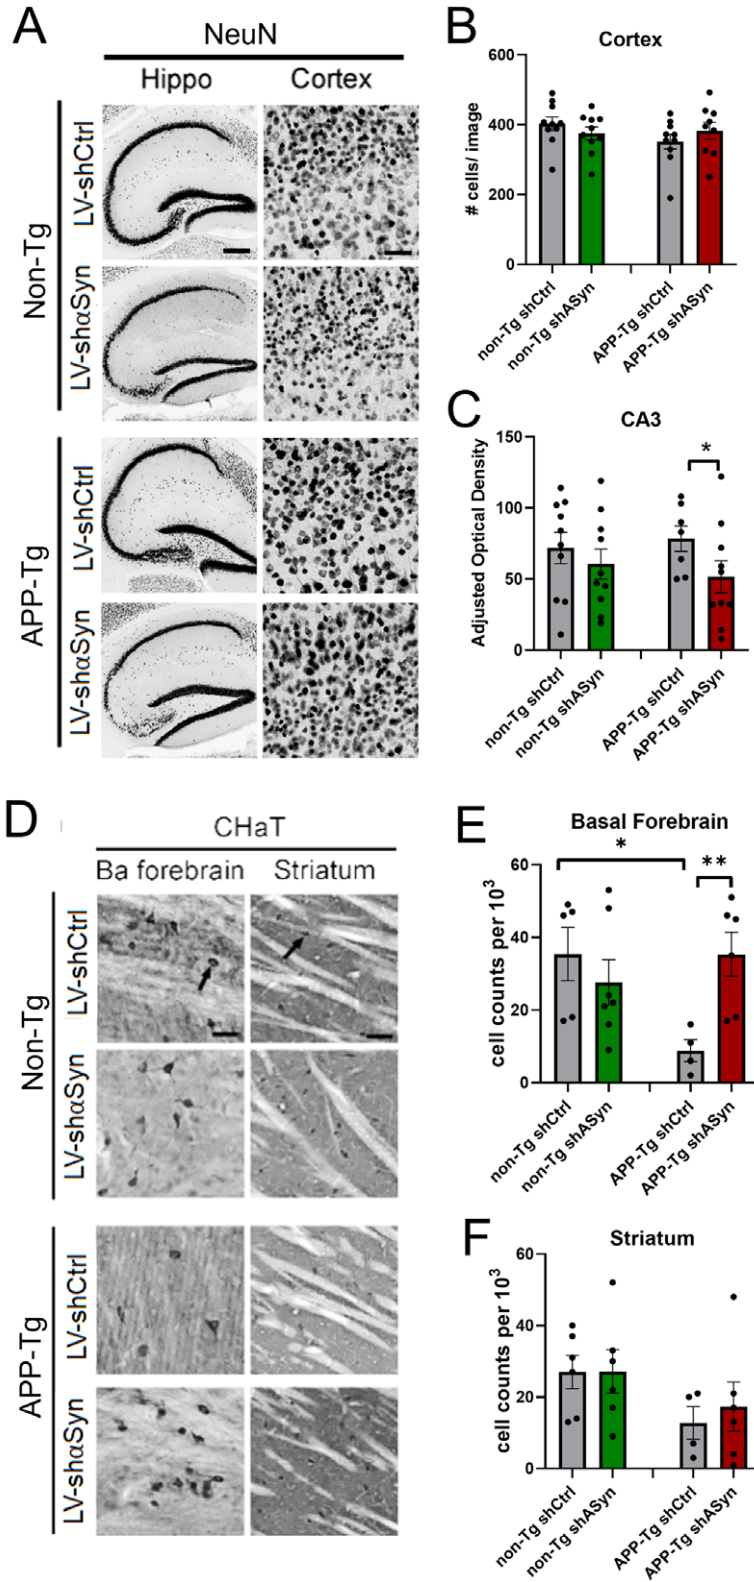 A
NeuN
Hippo Cortex
Non-Tg
LV-shCtrl
LV-shαSyn
APP-Tg
LV-shCtrl
LV-shαSyn
B
Cortex
# cells/ image
600
400
200
0
non-Tg shCtrl
non-Tg shASyn
APP-Tg shCtrl
APP-Tg shASyn
C
CA3
Adjusted Optical Density
150
100
50
0
*
non-Tg shCtrl
non-Tg shASyn
APP-Tg shCtrl
APP-Tg shASyn
D
CHaT
Ba forebrain Striatum
Non-Tg
LV-shCtrl
LV-shαSyn
APP-Tg
LV-shCtrl
LV-shαSyn
E
Basal Forebrain
cell counts per 10³
60
40
20
0
*
**
non-Tg shCtrl
non-Tg shASyn
APP-Tg shCtrl
APP-Tg shASyn
F
Striatum
cell counts per 10³
60
40
20
0
non-Tg shCtrl
non-Tg shASyn
APP-Tg shCtrl
APP-Tg shASyn